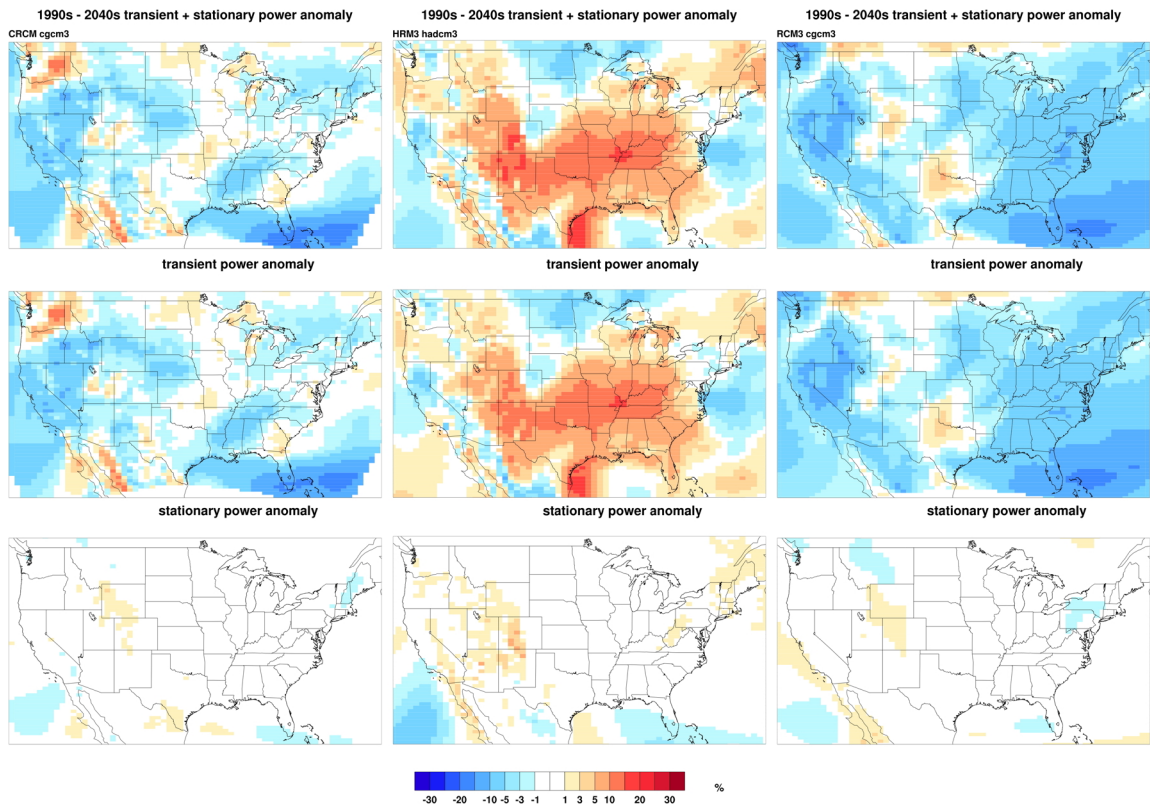 1990s - 2040s transient + stationary power anomaly
CRCM cgcm3
1990s - 2040s transient + stationary power anomaly
HRM3 hadcm3
1990s - 2040s transient + stationary power anomaly
RCM3 cgcm3
transient power anomaly
transient power anomaly
transient power anomaly
stationary power anomaly
stationary power anomaly
stationary power anomaly
-30 -20 -10 -5 -3 -1 1 3 5 10 20 30 %